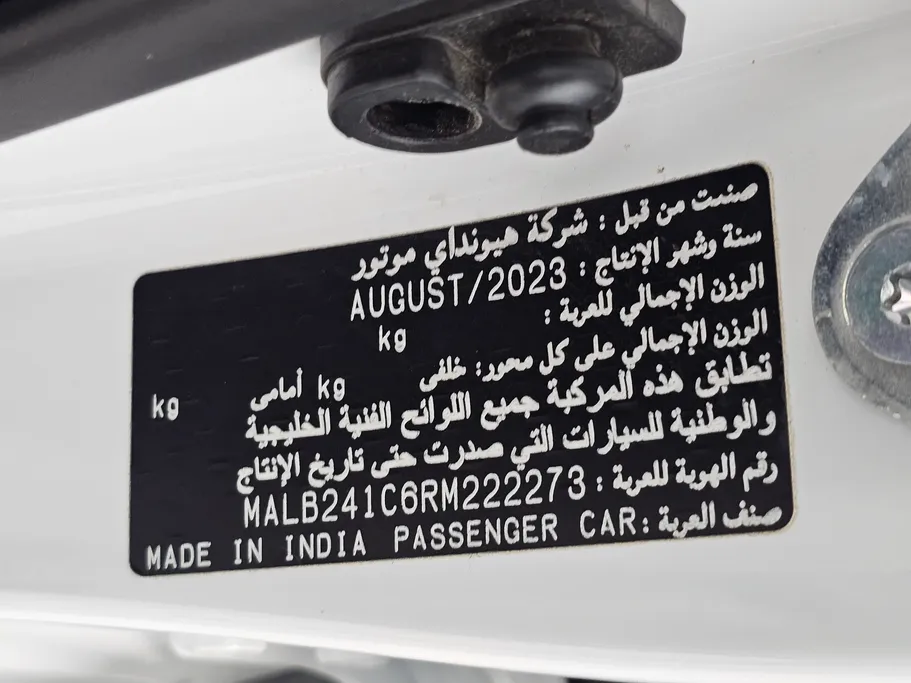 صنعت من قبل : شركة هيونداي موتور
سنة وشهر الإنتاج : AUGUST/2023
الوزن الإجمالي للعربة : kg
الوزن الإجمالي على كل محور: خلفى kg أمامى kg
تطابق هذه المركبة جميع اللوائح الفنية الخليجية
والوطنية للسيارات التي صدرت حتى تاريخ الإنتاج
رقم الهوية للعربة : MALB241C6RM222273
صنف العربة : PASSENGER CAR MADE IN INDIA